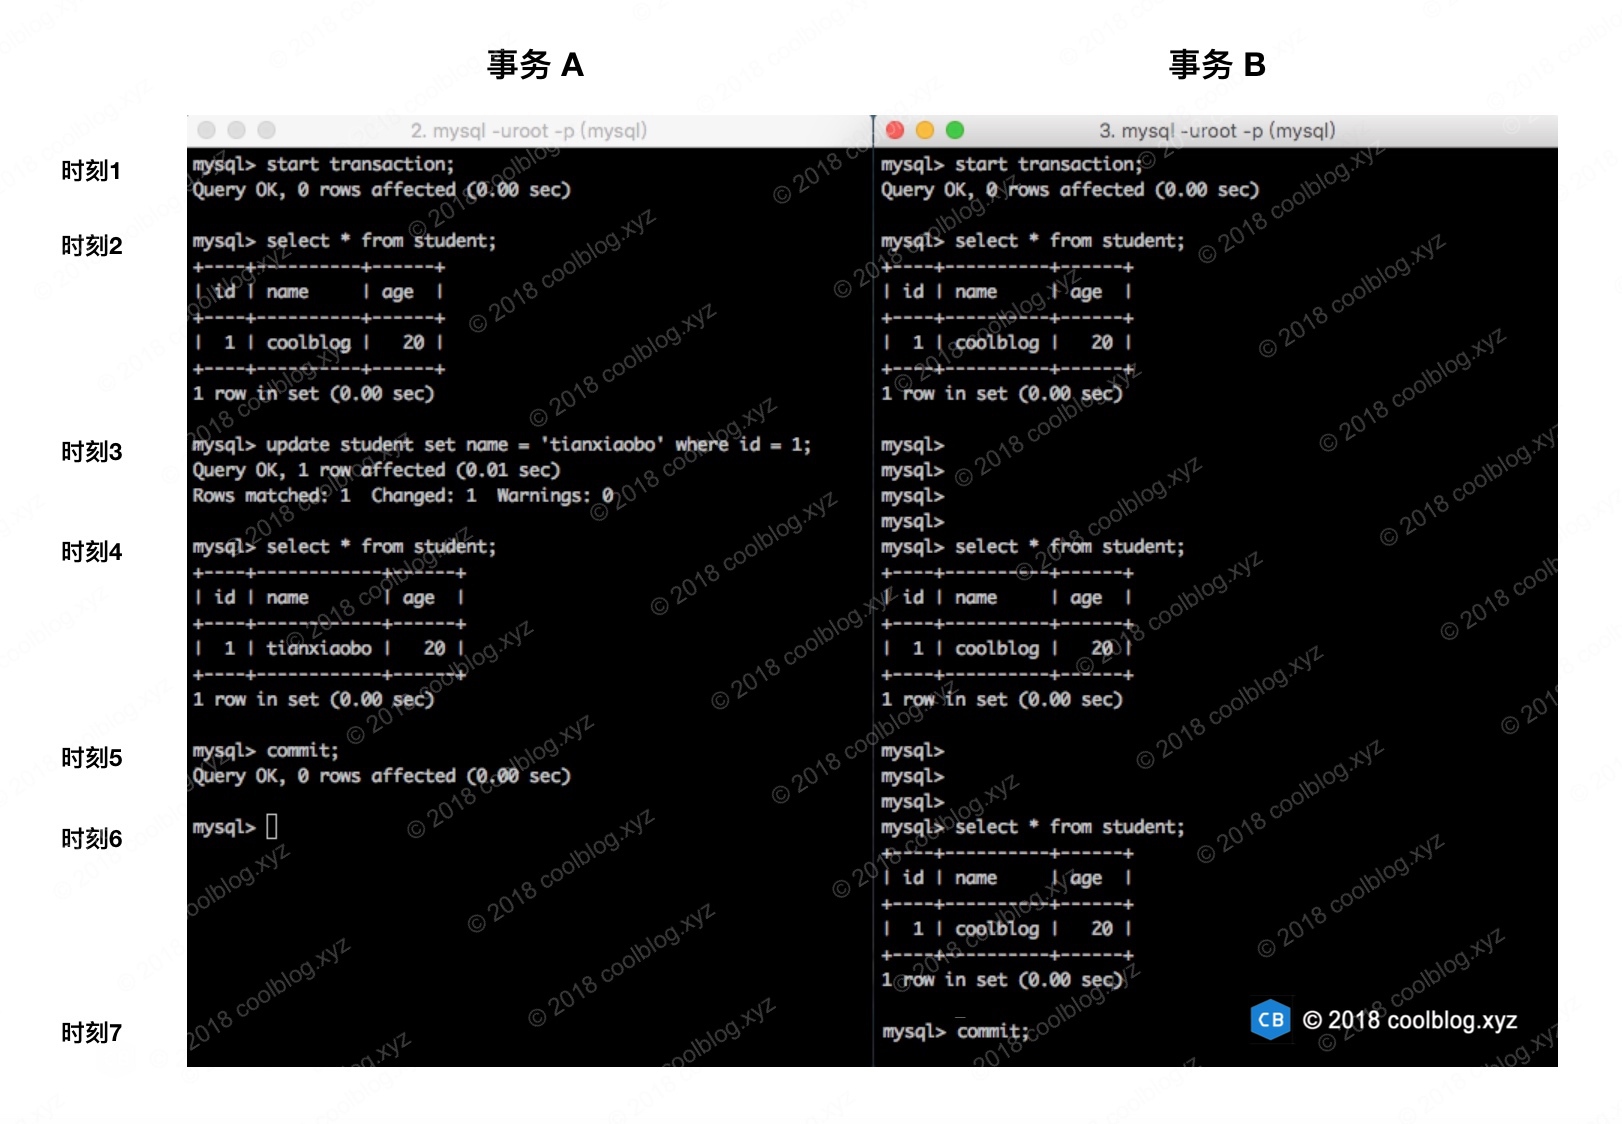 事务 A
事务 B
2. mysql -uroot -p (mysql)
3. mysql -uroot -p (mysql)
时刻1
mysql> start transaction;
Query OK, 0 rows affected (0.00 sec)
时刻2
mysql> select * from student;
+----+----------+------+
| id | name     | age  |
+----+----------+------+
|  1 | coolblog |   20 |
+----+----------+------+
1 row in set (0.00 sec)
时刻3
mysql> update student set name = 'tianxiaobo' where id = 1;
Query OK, 1 row affected (0.01 sec)
Rows matched: 1  Changed: 1  Warnings: 0
时刻4
mysql> select * from student;
+----+------------+------+
| id | name       | age  |
+----+------------+------+
|  1 | tianxiaobo |   20 |
+----+------------+------+
1 row in set (0.00 sec)
时刻5
mysql> commit;
Query OK, 0 rows affected (0.00 sec)
时刻6
mysql>
时刻7
mysql> start transaction;
Query OK, 0 rows affected (0.00 sec)
mysql> select * from student;
+----+----------+------+
| id | name     | age  |
+----+----------+------+
|  1 | coolblog |   20 |
+----+----------+------+
1 row in set (0.00 sec)
mysql>
mysql>
mysql>
mysql>
mysql> select * from student;
+----+----------+------+
| id | name     | age  |
+----+----------+------+
|  1 | coolblog |   20 |
+----+----------+------+
1 row in set (0.00 sec)
mysql>
mysql>
mysql>
mysql> select * from student;
+----+----------+------+
| id | name     | age  |
+----+----------+------+
|  1 | coolblog |   20 |
+----+----------+------+
1 row in set (0.00 sec)
mysql> commit;
CB © 2018 coolblog.xyz
© 2018 coolblog.xyz